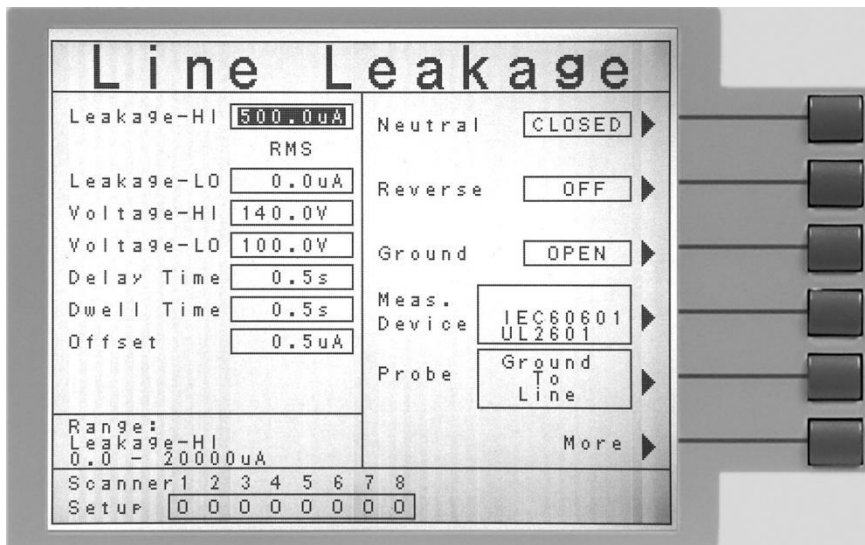 Line Leakage
Leakage-HI 500.0uA
RMS
Leakage-LO 0.0uA
Voltage-HI 140.0V
Voltage-LO 100.0V
Delay Time 0.5s
Dwell Time 0.5s
Offset 0.5uA
Range:
Leakage-HI
0.0 - 20000uA
Neutral CLOSED
Reverse OFF
Ground OPEN
Meas.
Device
IEC60601
UL2601
Probe
Ground
To
Line
More
Scanner 1 2 3 4 5 6 7 8
Setup 0 0 0 0 0 0 0 0